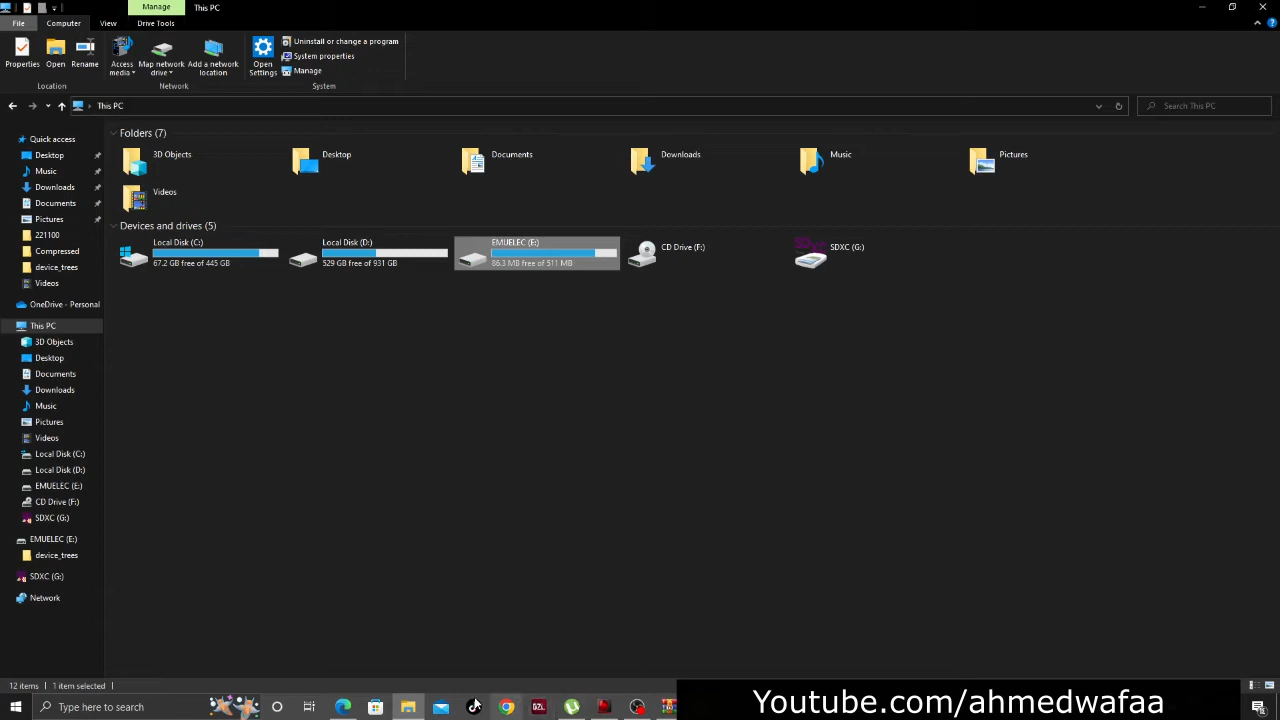 Manage
This PC
File
Computer
View
Drive Tools
Properties
Open
Rename
Access media
Map network drive
Add a network location
Open Settings
Uninstall or change a program
System properties
Manage
Location
Network
System
This PC
Search This PC
Quick access
Desktop
Music
Downloads
Documents
Pictures
221100
Compressed
device_trees
Videos
OneDrive - Personal
This PC
3D Objects
Desktop
Documents
Downloads
Music
Pictures
Videos
Local Disk (C:)
Local Disk (D:)
EMUELEC (E:)
CD Drive (F:)
SDXC (G:)
EMUELEC (E:)
device_trees
SDXC (G:)
Network
Folders (7)
3D Objects
Desktop
Documents
Downloads
Music
Pictures
Videos
Devices and drives (5)
Local Disk (C:)
67.2 GB free of 445 GB
Local Disk (D:)
529 GB free of 931 GB
EMUELEC (E:)
86.3 MB free of 511 MB
CD Drive (F:)
SDXC (G:)
12 items
1 item selected
Type here to search
Youtube.com/ahmedwafaa